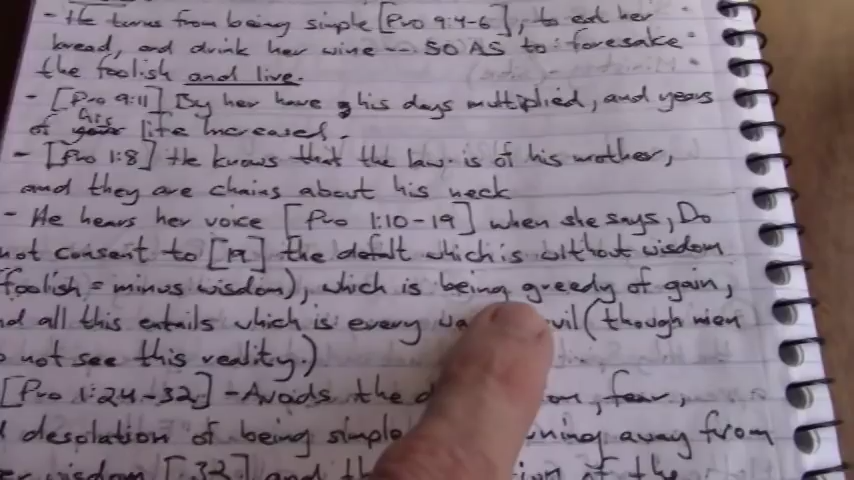 - He turns from being simple [Pro 9:4-6], to eat her
bread, and drink her wine -- SO AS to foresake
the foolish and live.
- [Pro 9:11] By her have his days multiplied, and years
of his life Increased.
- [Pro 1:8] He knows that the law is of his mother,
and they are chains about his neck
- He hears her voice [Pro 1:10-19] when she says, Do
not consent to [19] the defalt which is without wisdom
foolish = minus wisdom), which is being greedy of gain,
nd all this entails which is every evil (though men
not see this reality.)
[Pro 1:24-32] - Avoids the fear,
desolation of being simple away from
wisdom [32] and of the